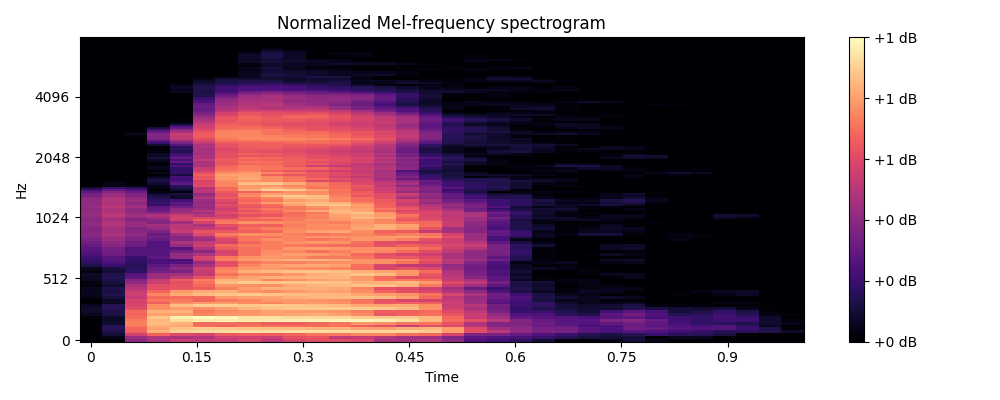 Normalized Mel-frequency spectrogram
Hz
4096
2048
1024
512
0
0 0.15 0.3 0.45 0.6 0.75 0.9
Time
+1 dB
+1 dB
+1 dB
+0 dB
+0 dB
+0 dB